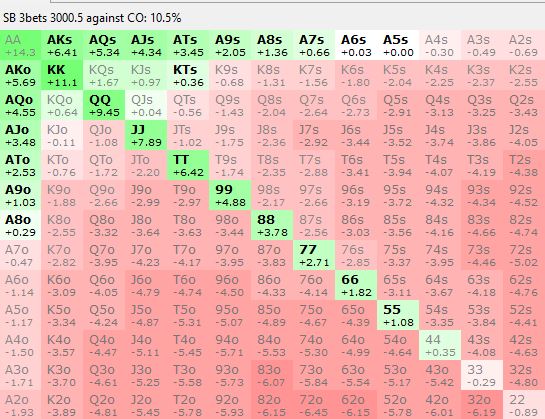 SB 3bets 3000.5 against CO: 10.5%
AA AKs AQs AJs ATs A9s A8s A7s A6s A5s A4s A3s A2s
+14.3 +6.41 +5.34 +4.34 +3.45 +2.05 +1.36 +0.66 +0.03 +0.00 -0.30 -0.49 -0.69
AKo KK KQs KJs KTs K9s K8s K7s K6s K5s K4s K3s K2s
+5.69 +11.1 +1.67 +0.97 +0.36 -0.68 -1.31 -1.56 -1.80 -2.04 -2.25 -2.37 -2.55
AQo KQo QQ QJs QTs Q9s Q8s Q7s Q6s Q5s Q4s Q3s Q2s
+4.55 +0.64 +9.45 +0.04 -0.56 -1.43 -2.04 -2.64 -2.73 -2.91 -3.13 -3.25 -3.43
AJo KJo QJo JJ JTs J9s J8s J7s J6s J5s J4s J3s J2s
+3.48 -0.11 -1.08 +7.89 -1.02 -1.75 -2.36 -2.92 -3.44 -3.52 -3.74 -3.86 -4.05
ATo KTo QTo JTo TT T9s T8s T7s T6s T5s T4s T3s T2s
+2.53 -0.76 -1.72 -2.20 +6.42 -1.74 -2.35 -2.88 -3.41 -3.94 -4.07 -4.19 -4.38
A9o K9o Q9o J9o T9o 99 98s 97s 96s 95s 94s 93s 92s
+1.03 -1.88 -2.66 -2.99 -2.97 +4.88 -2.17 -2.66 -3.19 -3.72 -4.32 -4.34 -4.52
A8o K8o Q8o J8o T8o 98o 88 87s 86s 85s 84s 83s 82s
+0.29 -2.55 -3.32 -3.64 -3.63 -3.44 +3.78 -2.56 -3.03 -3.56 -4.16 -4.66 -4.74
A7o K7o Q7o J7o T7o 97o 87o 77 76s 75s 74s 73s 72s
-0.47 -2.82 -3.95 -4.23 -4.17 -3.95 -3.83 +2.71 -2.85 -3.37 -3.95 -4.46 -5.02
A6o K6o Q6o J6o T6o 96o 86o 76o 66 65s 64s 63s 62s
-1.14 -3.09 -4.05 -4.79 -4.74 -4.50 -4.33 -4.14 +1.82 -3.11 -3.67 -4.18 -4.76
A5o K5o Q5o J5o T5o 95o 85o 75o 65o 55 54s 53s 52s
-1.17 -3.34 -4.24 -4.87 -5.31 -5.07 -4.89 -4.67 -4.39 +1.08 -3.35 -3.84 -4.41
A4o K4o Q4o J4o T4o 94o 84o 74o 64o 54o 44 43s 42s
-1.50 -3.57 -4.47 -5.11 -5.45 -5.71 -5.53 -5.30 -4.99 -4.64 +0.35 -4.08 -4.63
A3o K3o Q3o J3o T3o 93o 83o 73o 63o 53o 43o 33 32s
-1.71 -3.70 -4.61 -5.25 -5.58 -5.73 -6.07 -5.84 -5.54 -5.17 -5.42 -0.29 -4.80
A2o K2o Q2o J2o T2o 92o 82o 72o 62o 52o 42o 32o 22
-1.93 -3.89 -4.81 -5.45 -5.78 -5.92 -6.15 -6.45 -6.15 -5.78 -6.01 -6.19 -0.89